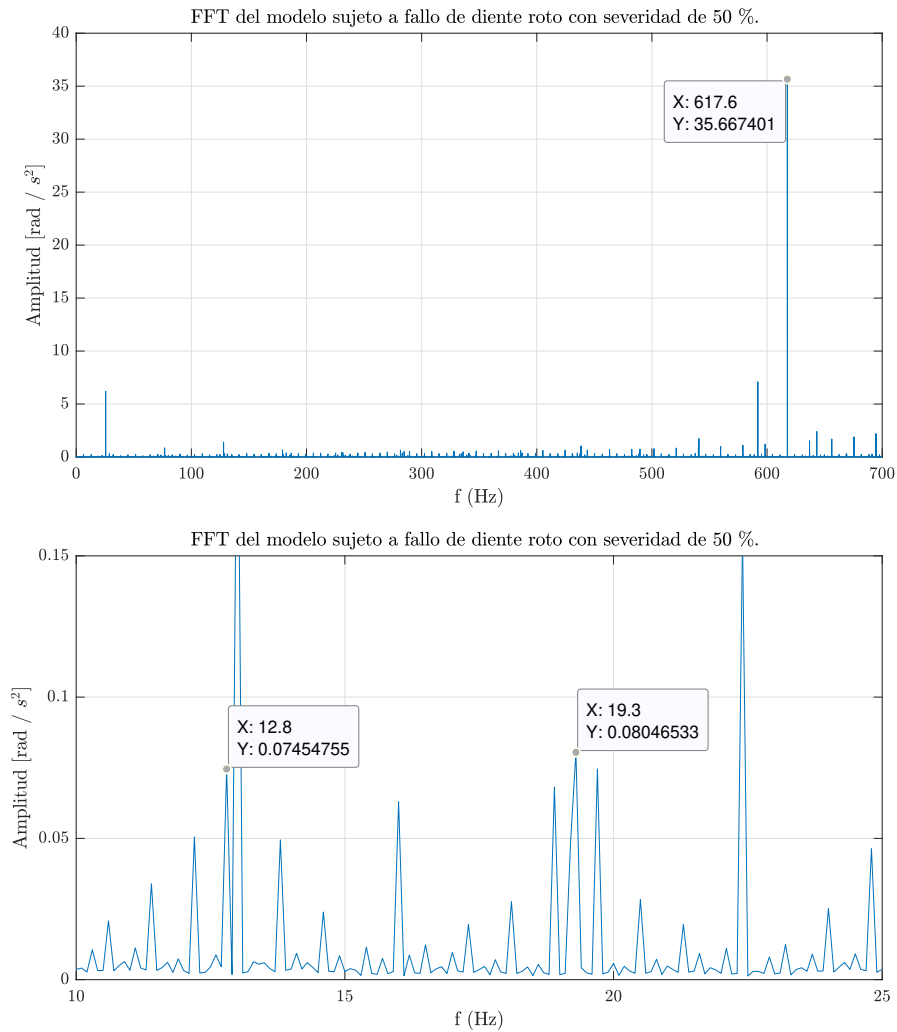 FFT del modelo sujeto a fallo de diente roto con severidad de 50 %.
40
35
30
25
20
15
10
5
0
Amplitud [rad / s²]
X: 617.6
Y: 35.667401
0 100 200 300 400 500 600 700
f (Hz)
FFT del modelo sujeto a fallo de diente roto con severidad de 50 %.
0.15
0.1
0.05
0
Amplitud [rad / s²]
X: 12.8
Y: 0.07454755
X: 19.3
Y: 0.08046533
10 15 20 25
f (Hz)